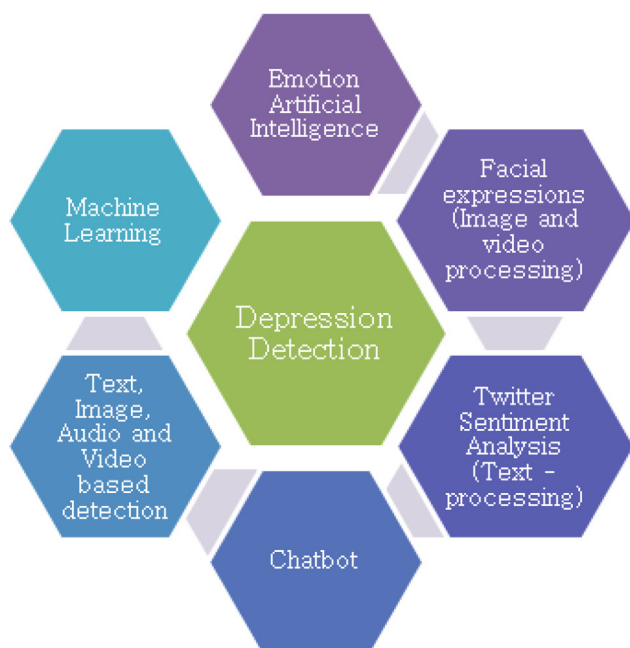 Emotion
Artificial
Intelligence
Facial
expressions
(Image and
video
processing)
Machine
Learning
Depression
Detection
Text,
Image,
Audio and
Video
based
detection
Twitter
Sentiment
Analysis
(Text -
processing)
Chatbot